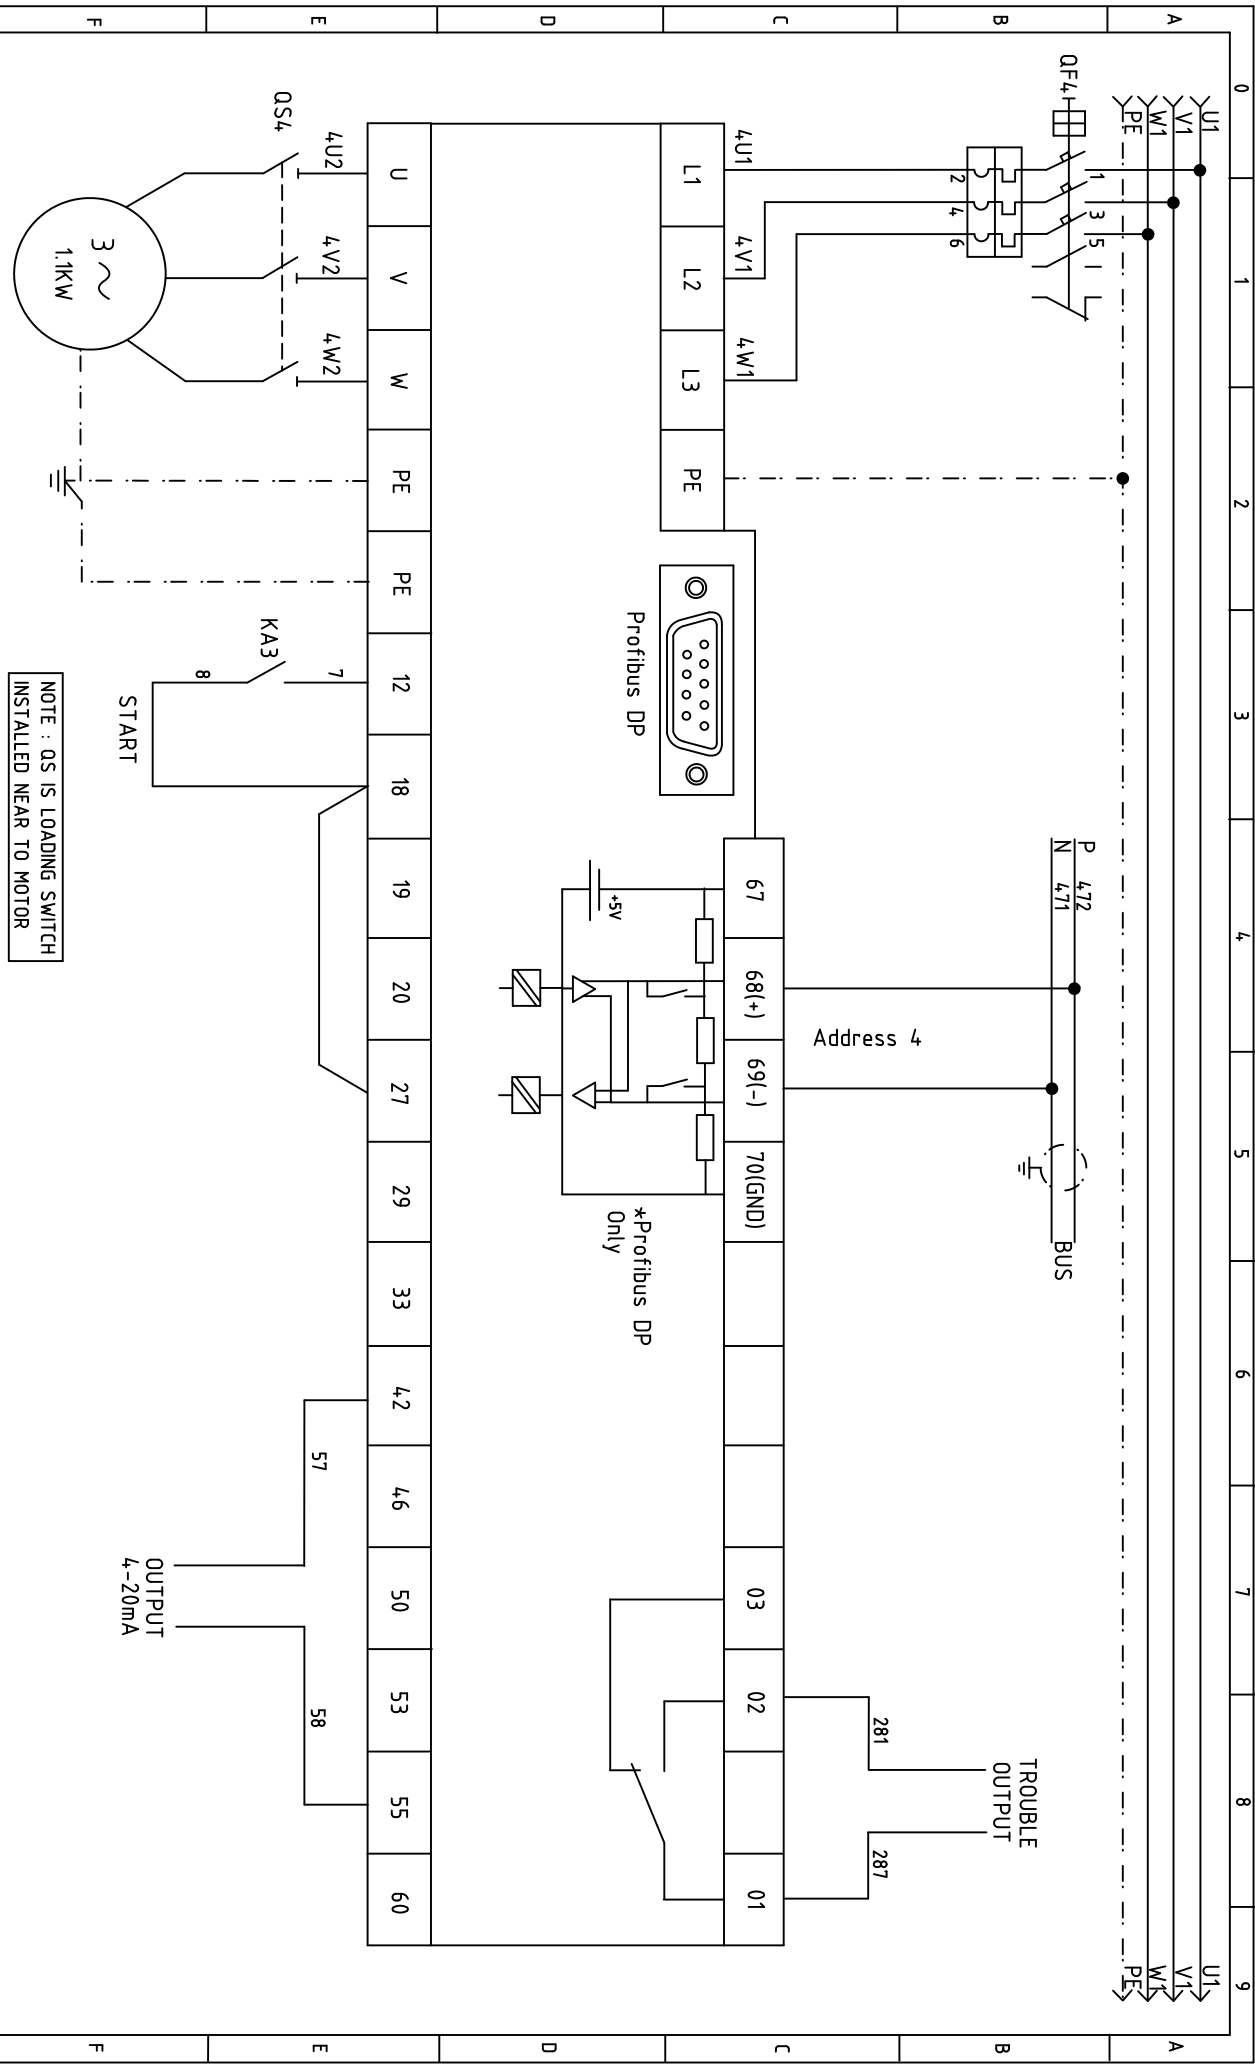 0
1
2
3
4
5
6
7
8
9
A
A
U1
U1
V1
V1
W1
W1
PE
PE
QF4
B
B
1
3
5
2
4
6
P 472
N 471
BUS
TROUBLE
OUTPUT
281
287
Address 4
C
C
4U1
4V1
4W1
L1
L2
L3
PE
67
68(+)
69(-)
70(GND)
03
02
01
Profibus DP
+5V
*Profibus DP
Only
D
D
U
V
W
PE
PE
12
18
19
20
27
29
33
42
46
50
53
55
60
E
E
4U2
4V2
4W2
QS4
KA3
7
8
57
58
START
OUTPUT
4-20mA
F
F
3
1.1KW
NOTE : QS IS LOADING SWITCH
INSTALLED NEAR TO MOTOR